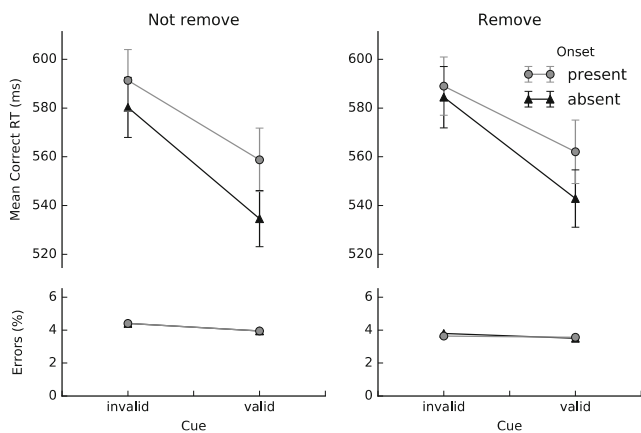 Not remove
Remove
Mean Correct RT (ms)
600
580
560
540
520
600
580
560
540
520
Onset
present
absent
Errors (%)
6
4
2
0
6
4
2
0
invalid
valid
invalid
valid
Cue
Cue